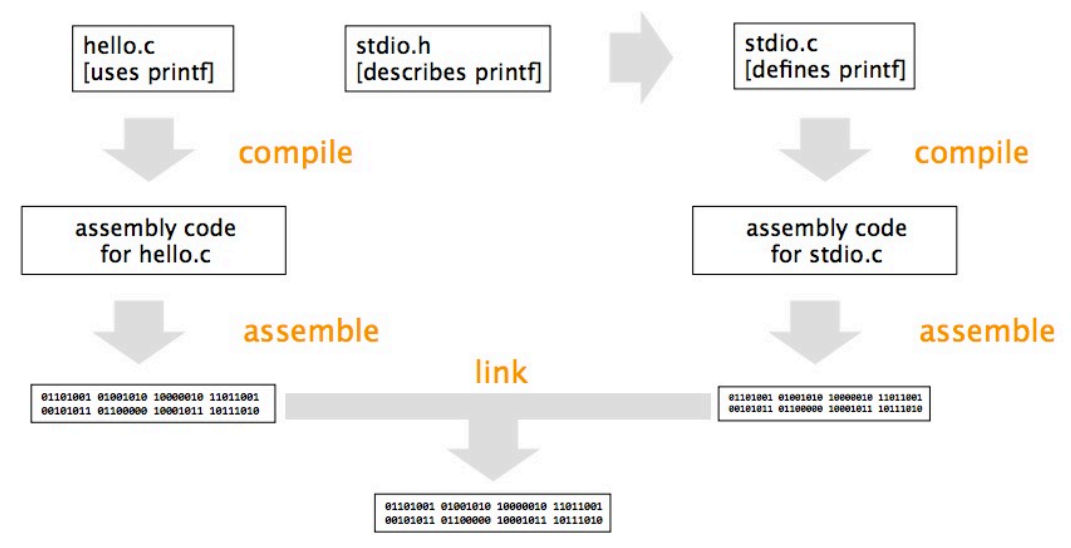 hello.c
[uses printf]
stdio.h
[describes printf]
stdio.c
[defines printf]
compile
compile
assembly code
for hello.c
assembly code
for stdio.c
assemble
assemble
link
01101001 01001010 10000010 11011001
00101011 01100000 10001011 10111010
01101001 01001010 10000010 11011001
00101011 01100000 10001011 10111010
01101001 01001010 10000010 11011001
00101011 01100000 10001011 10111010